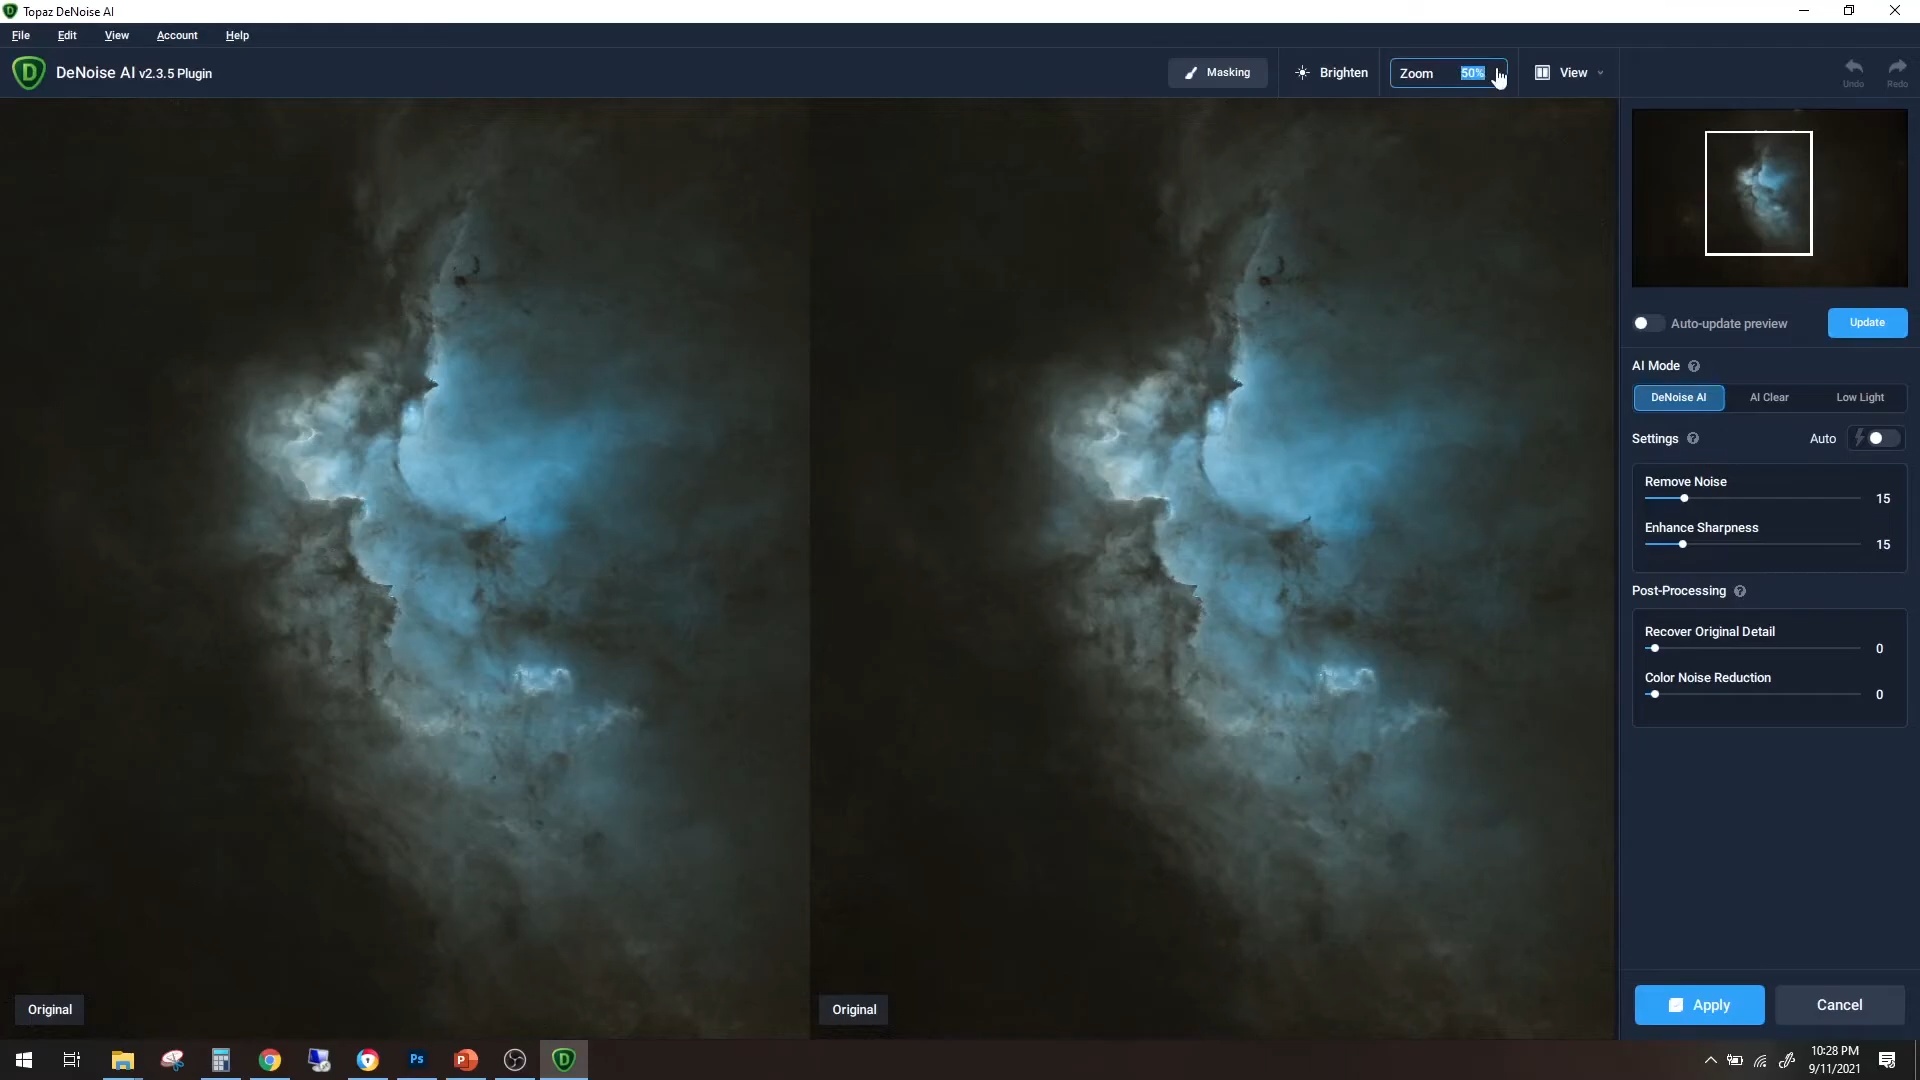 Topaz DeNoise AI
File Edit View Account Help
DeNoise AI v2.3.5 Plugin
Masking Brighten Zoom 50% View
Undo Redo
Auto-update preview Update
AI Mode
DeNoise AI AI Clear Low Light
Settings Auto
Remove Noise
15
Enhance Sharpness
15
Post-Processing
Recover Original Detail
0
Color Noise Reduction
0
Original Original
Apply Cancel
Ps P D
10:28 PM
9/11/2021